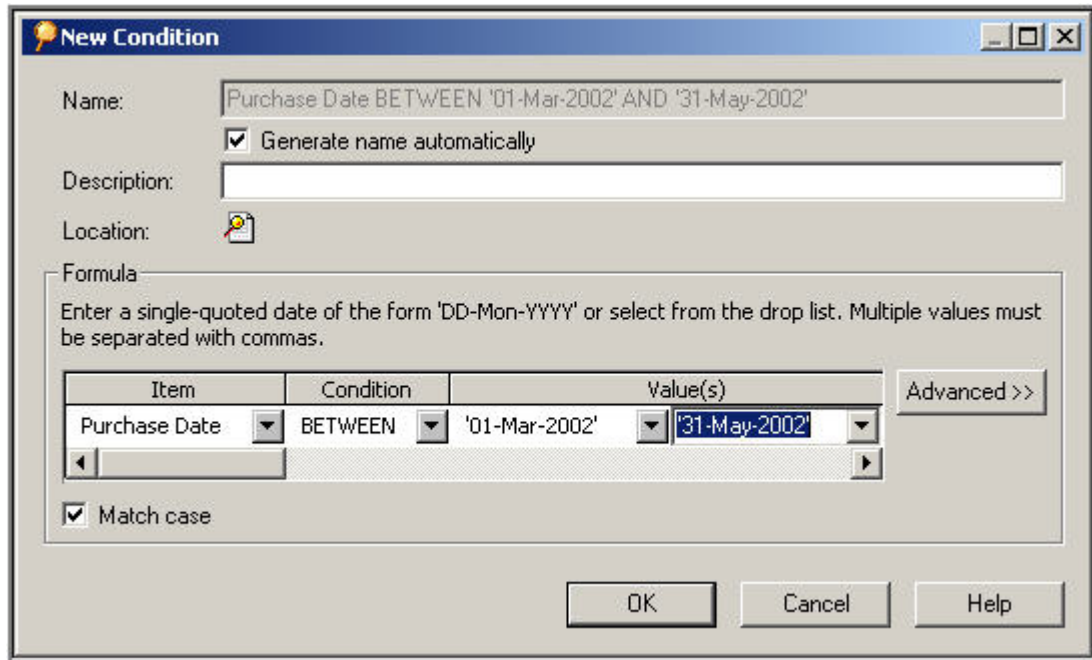 New Condition
Name: Purchase Date BETWEEN '01-Mar-2002' AND '31-May-2002'
Generate name automatically
Description:
Location:
Formula
Enter a single-quoted date of the form 'DD-Mon-YYYY' or select from the drop list. Multiple values must
be separated with commas.
Item Condition Value(s) Advanced >>
Purchase Date BETWEEN '01-Mar-2002' '31-May-2002'
Match case
OK Cancel Help